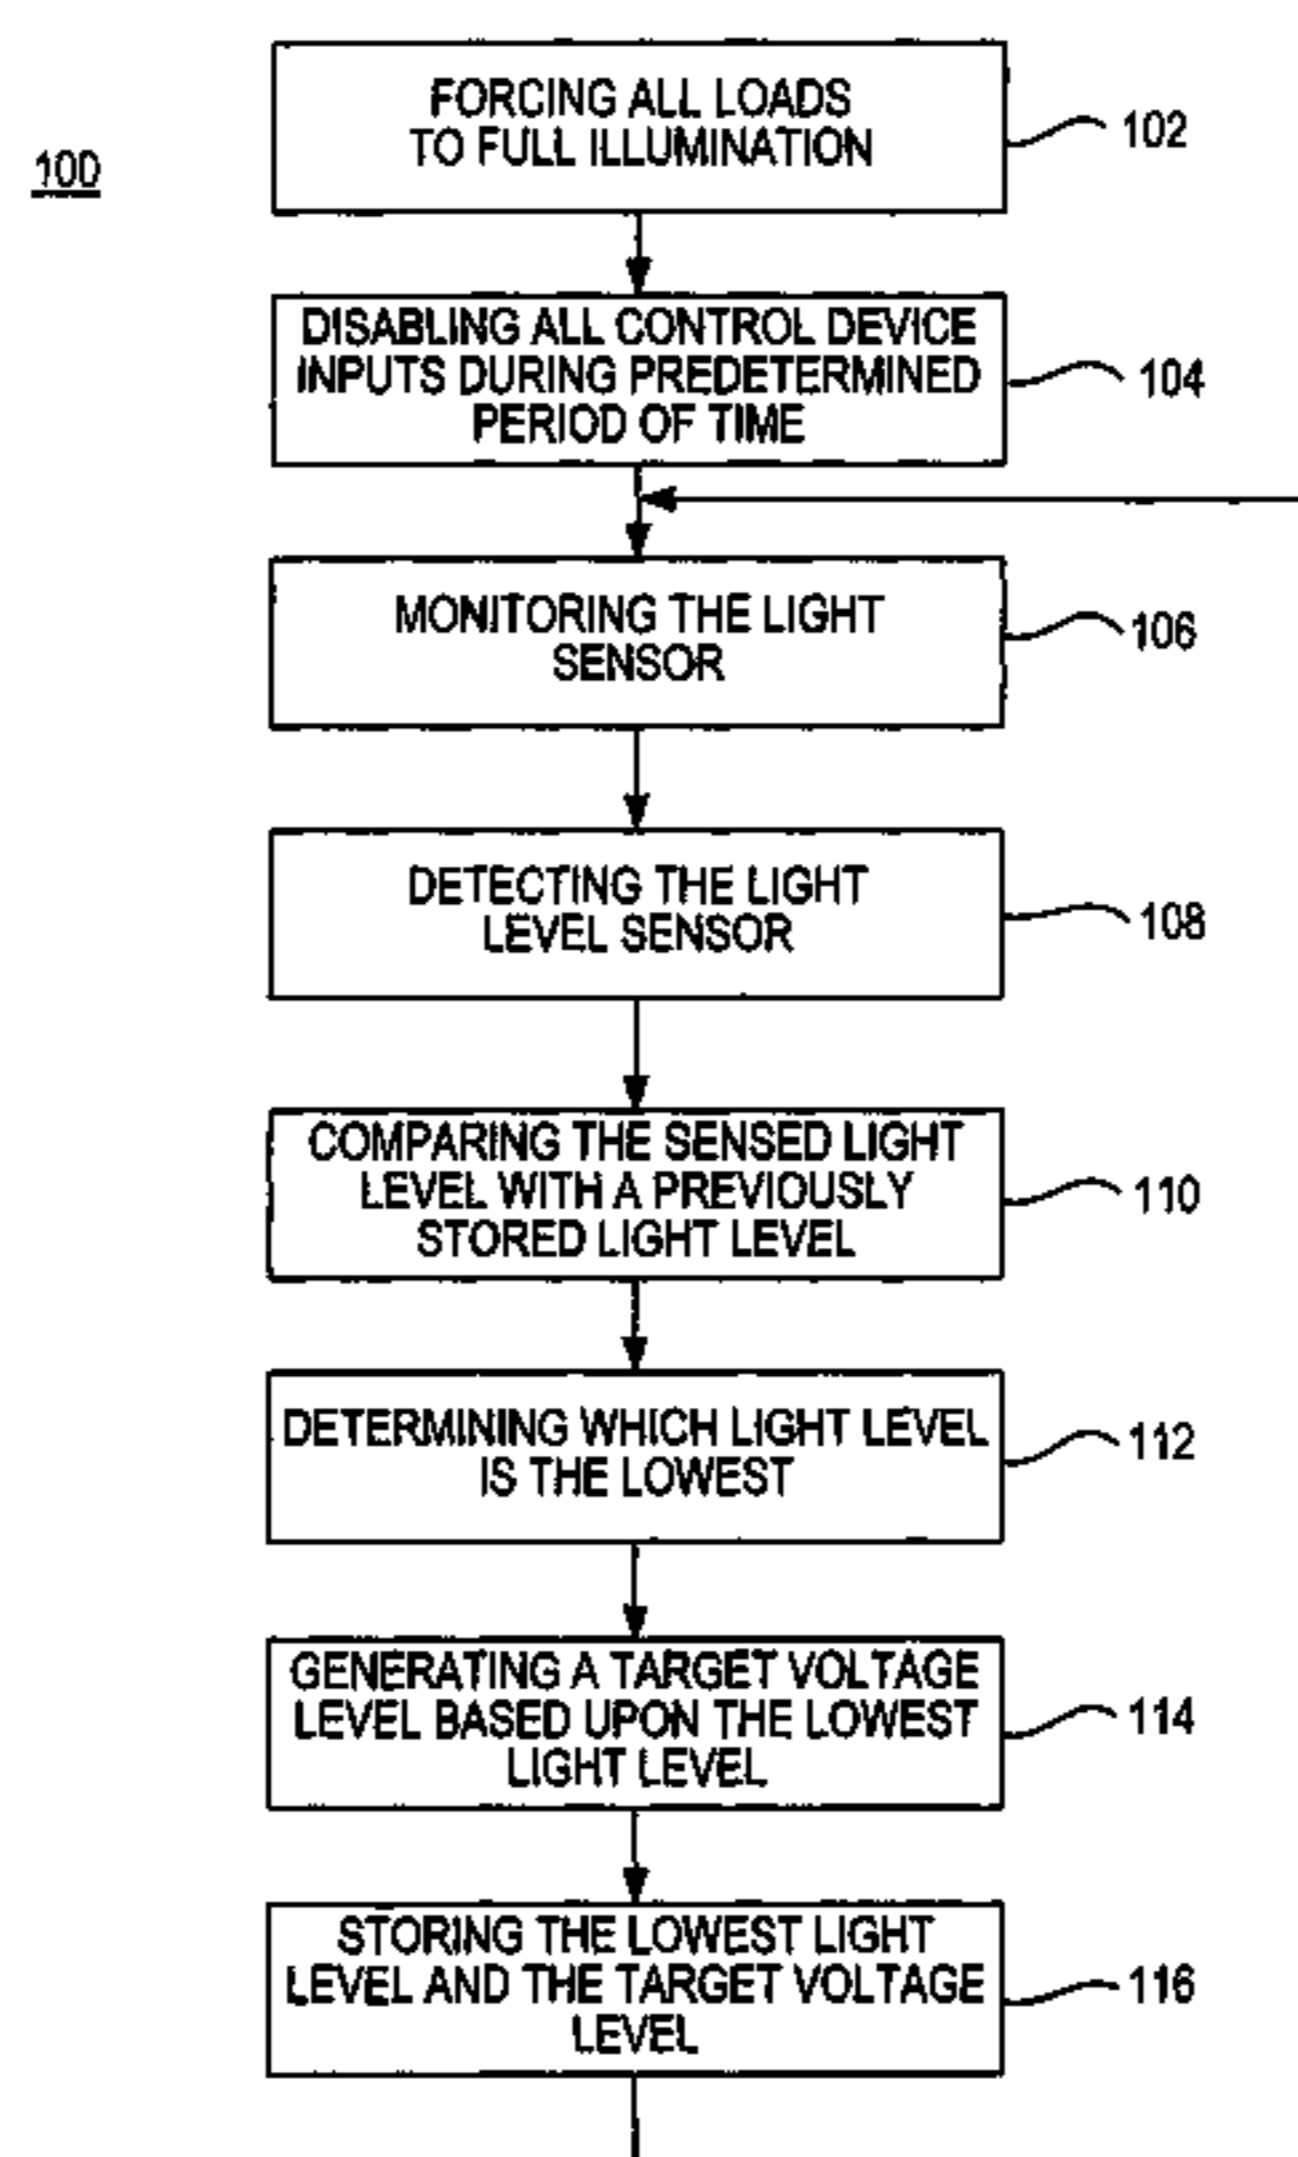 100
FORCING ALL LOADS
TO FULL ILLUMINATION
102
DISABLING ALL CONTROL DEVICE
INPUTS DURING PREDETERMINED
PERIOD OF TIME
104
MONITORING THE LIGHT
SENSOR
106
DETECTING THE LIGHT
LEVEL SENSOR
108
COMPARING THE SENSED LIGHT
LEVEL WITH A PREVIOUSLY
STORED LIGHT LEVEL
110
DETERMINING WHICH LIGHT LEVEL
IS THE LOWEST
112
GENERATING A TARGET VOLTAGE
LEVEL BASED UPON THE LOWEST
LIGHT LEVEL
114
STORING THE LOWEST LIGHT
LEVEL AND THE TARGET VOLTAGE
LEVEL
116